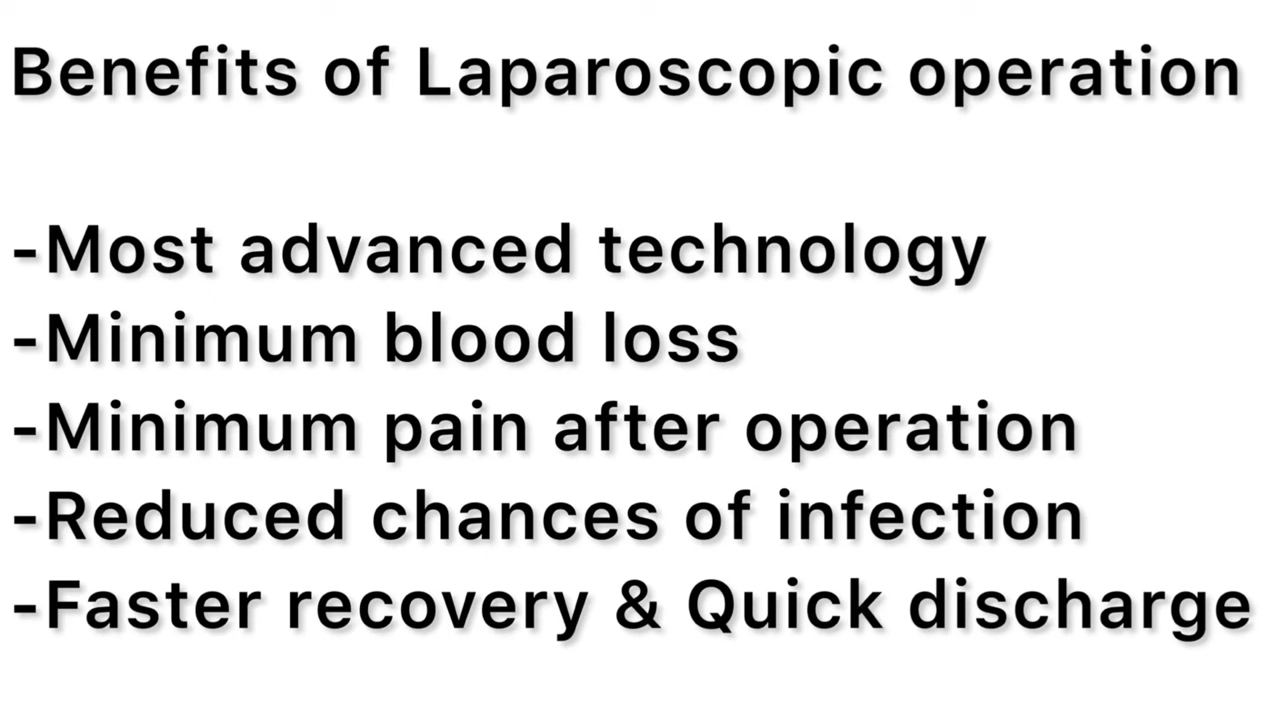 Benefits of Laparoscopic operation
-Most advanced technology
-Minimum blood loss
-Minimum pain after operation
-Reduced chances of infection
-Faster recovery & Quick discharge